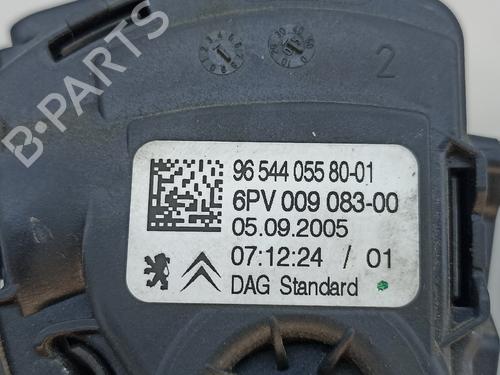 2
96 544 055 80-01
6PV 009 083-00
05.09.2005
07:12:24 / 01
DAG Standard
B-PARTS